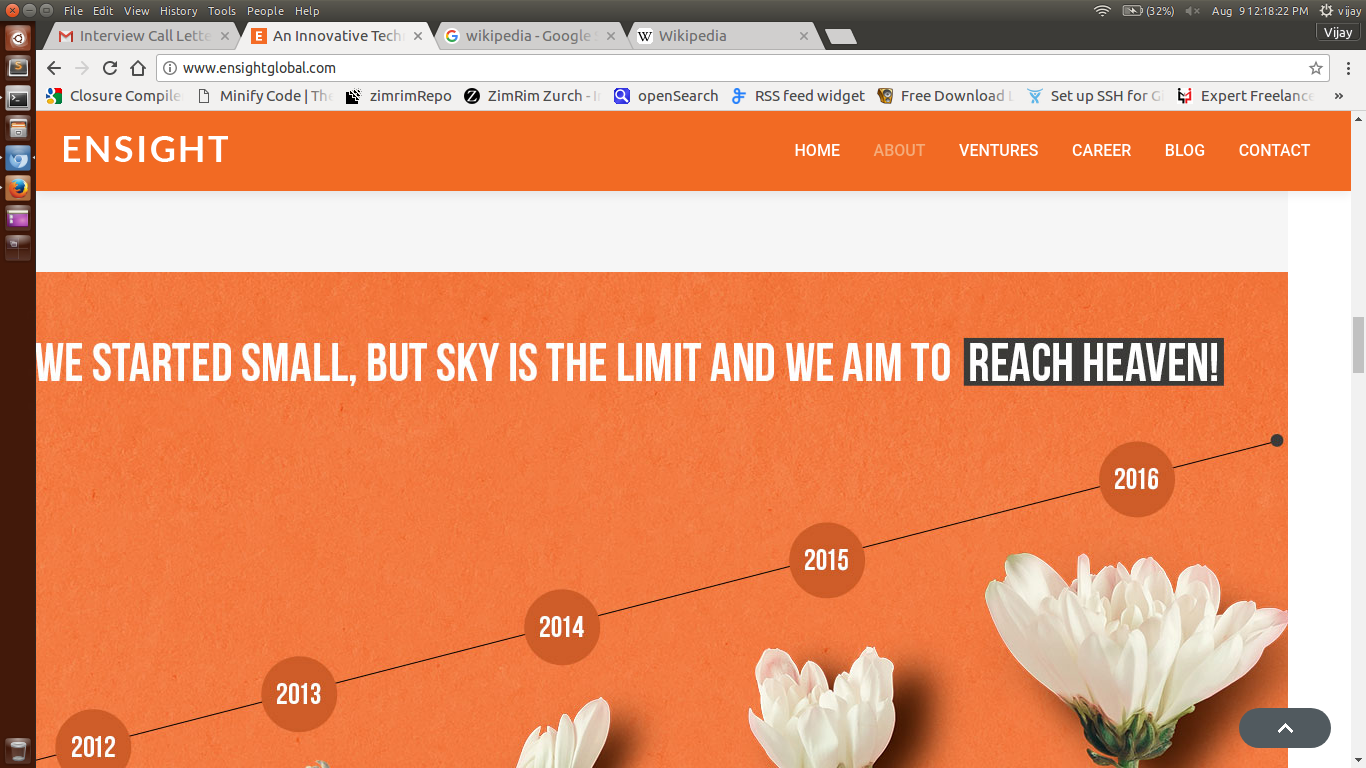 File Edit View History Tools People Help
(32%) Aug 9 12:18:22 PM vijay
Interview Call Lette
An Innovative Tech
wikipedia - Google
Wikipedia
Vijay
www.ensightglobal.com
Closure Compile Minify Code | The zimrimRepo ZimRim Zurch - I openSearch RSS feed widget Free Download Set up SSH for G Expert Freelance »
ENSIGHT
HOME ABOUT VENTURES CAREER BLOG CONTACT
WE STARTED SMALL, BUT SKY IS THE LIMIT AND WE AIM TO REACH HEAVEN!
2016
2015
2014
2013
2012